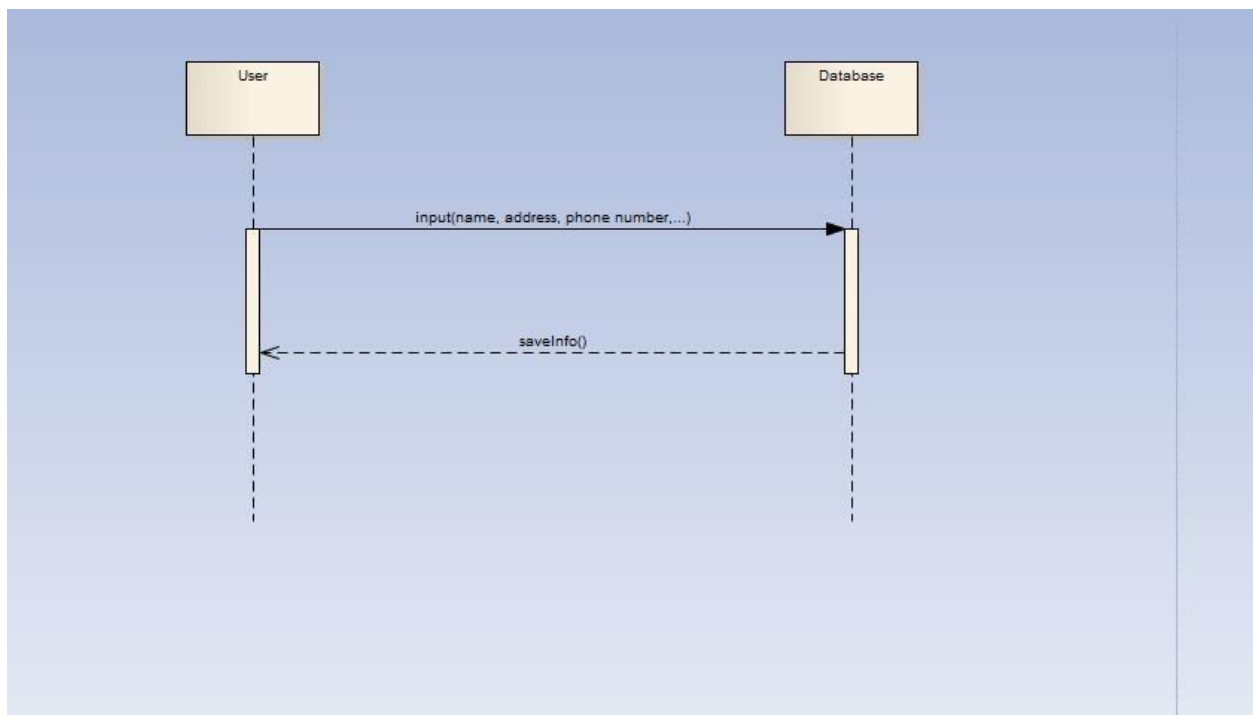 User
Database
input(name, address, phone number,...)
saveInfo()